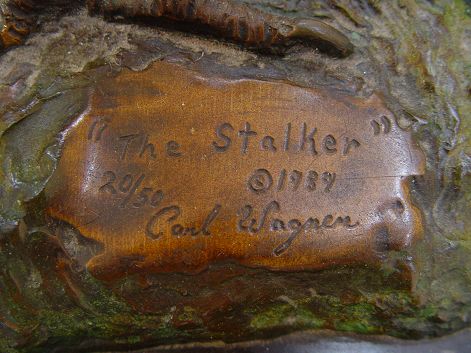 "The Stalker"
20/50 ©1989
Carl Wagner